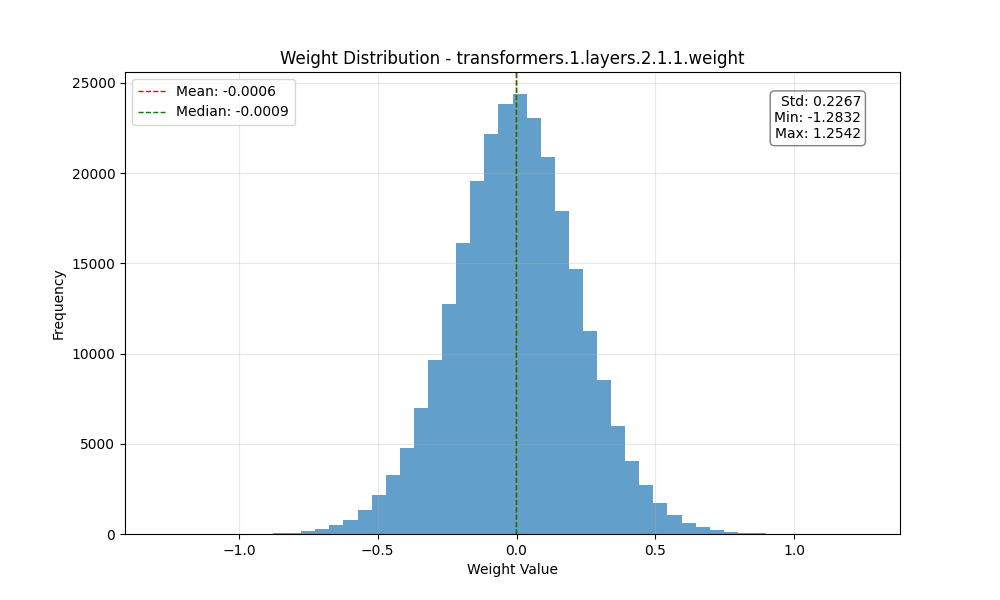 Weight Distribution - transformers.1.layers.2.1.1.weight
Mean: -0.0006
Median: -0.0009
Std: 0.2267
Min: -1.2832
Max: 1.2542
25000
20000
15000
10000
5000
0
Frequency
−1.0
−0.5
0.0
0.5
1.0
Weight Value